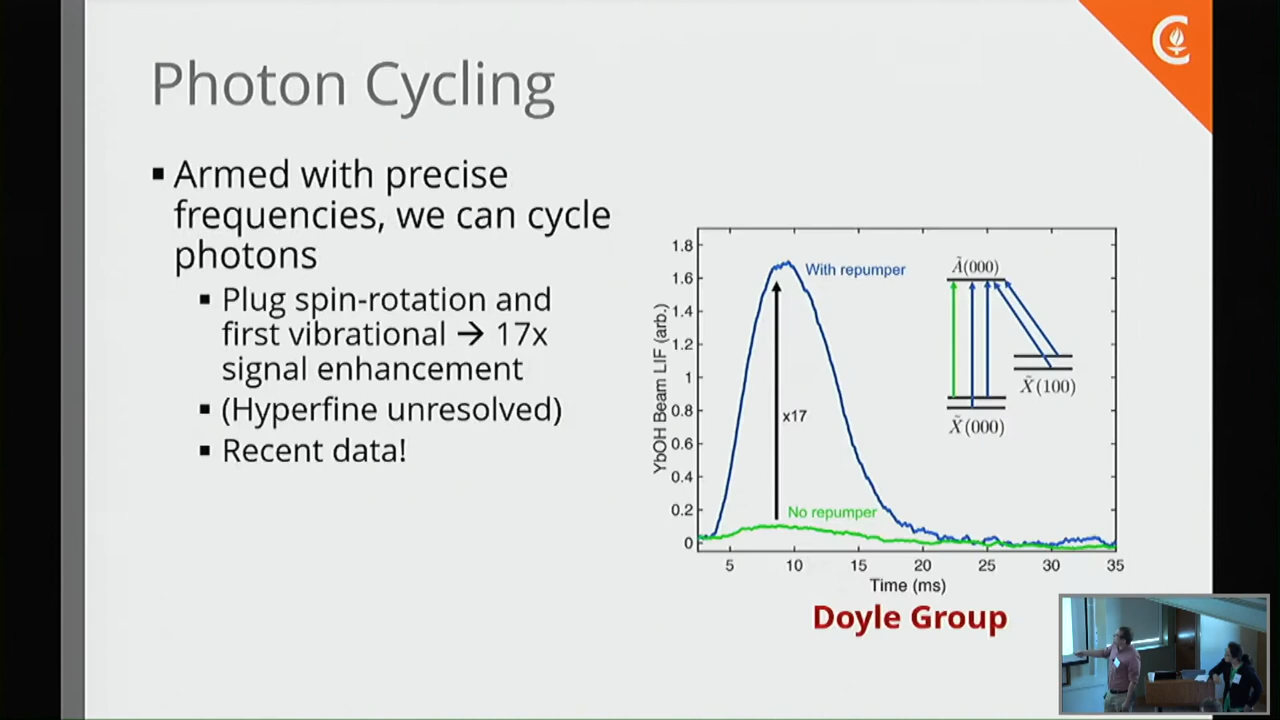 Photon Cycling
▪ Armed with precise
frequencies, we can cycle
photons
▪ Plug spin-rotation and
first vibrational → 17x
signal enhancement
▪ (Hyperfine unresolved)
▪ Recent data!
YbOH Beam LIF (arb.)
1.8
1.6
1.4
1.2
1
0.8
0.6
0.4
0.2
0
With repumper
x17
No repumper
Ã(000)
X̃(100)
X̃(000)
5 10 15 20 25 30 35
Time (ms)
Doyle Group